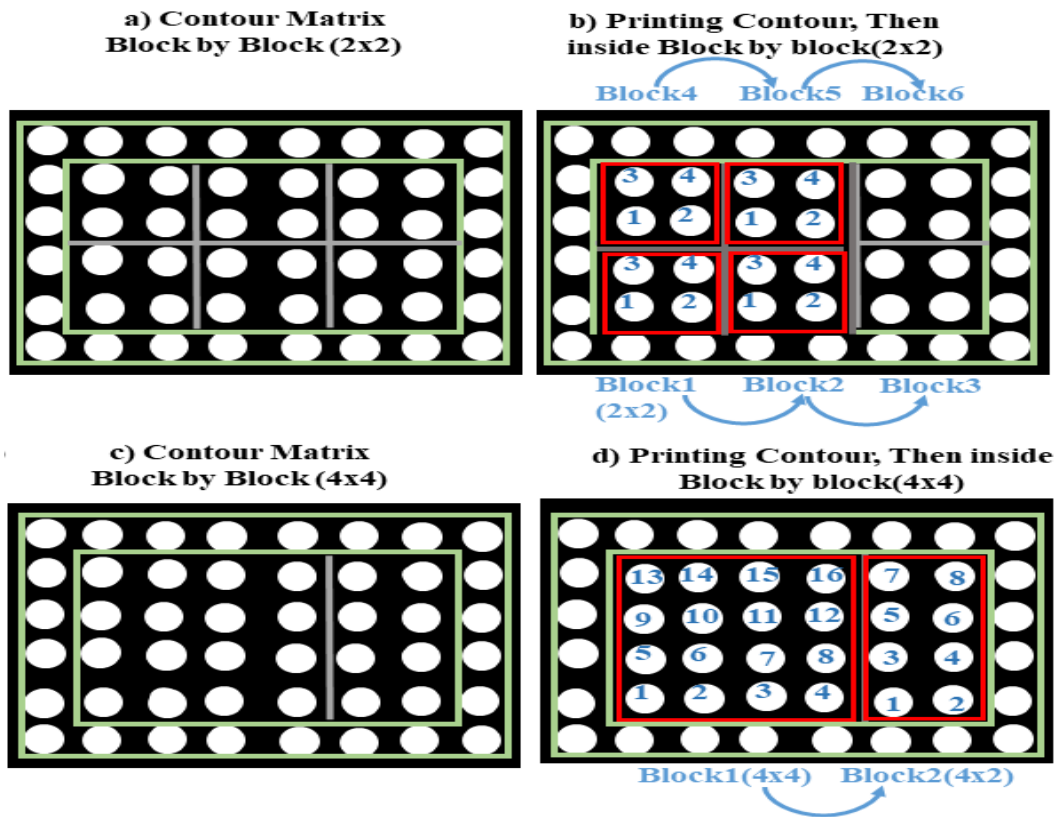 a) Contour Matrix
Block by Block (2x2)
b) Printing Contour, Then
inside Block by block(2x2)
Block4 Block5 Block6
3 4 3 4
1 2 1 2
3 4 3 4
1 2 1 2
Block1 Block2 Block3
(2x2)
c) Contour Matrix
Block by Block (4x4)
d) Printing Contour, Then inside
Block by block(4x4)
13 14 15 16 7 8
9 10 11 12 5 6
5 6 7 8 3 4
1 2 3 4 1 2
Block1(4x4) Block2(4x2)